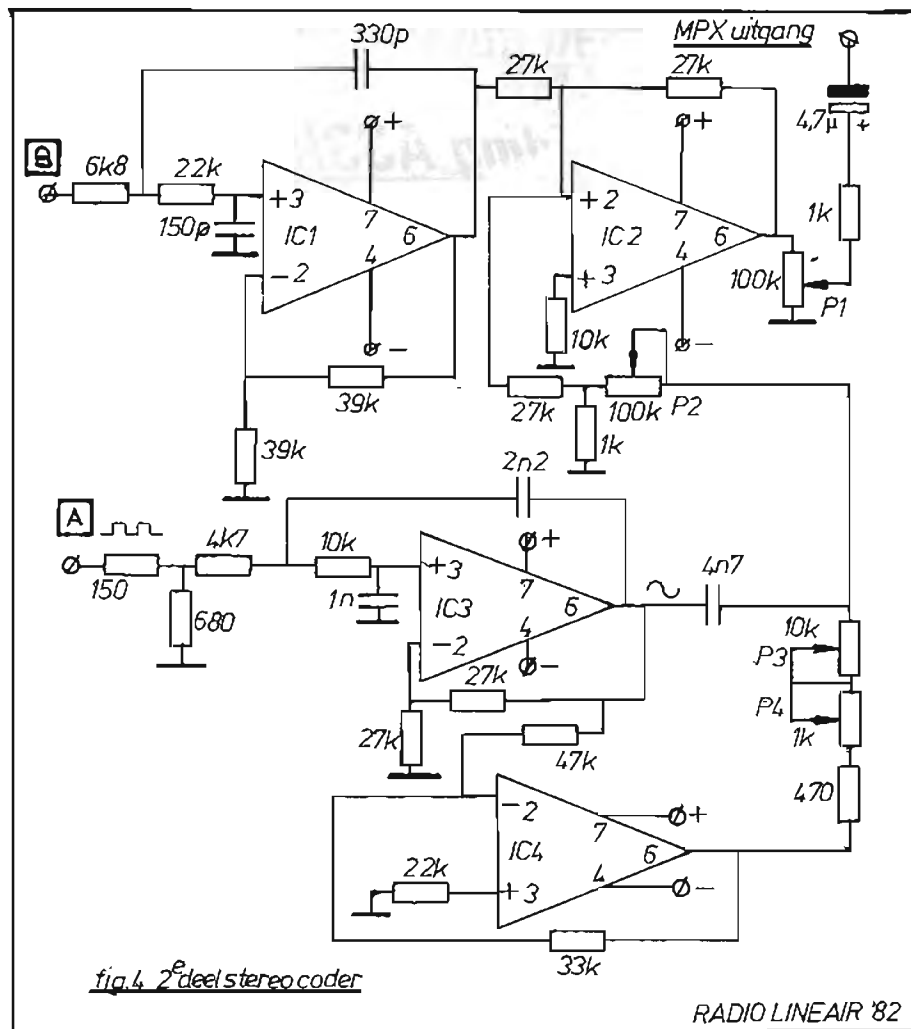 330p
MPX uitgang
27k
27k
4,7µ +
B
6k8
22k
150p
+3
7
IC1
6
4
-2
+
-
39k
39k
+2
7
IC2
6
4
+3
+
-
10k
1k
100k
P1
27k
100k
P2
1k
2n2
A
150
4k7
10k
680
1n
+3
7
IC3
6
4
-2
+
-
4n7
27k
27k
47k
10k
P3
P4
1k
470
-2
7
IC4
6
4
+3
+
-
22k
33k
fig.4 2e deel stereo coder
RADIO LINEAIR '82